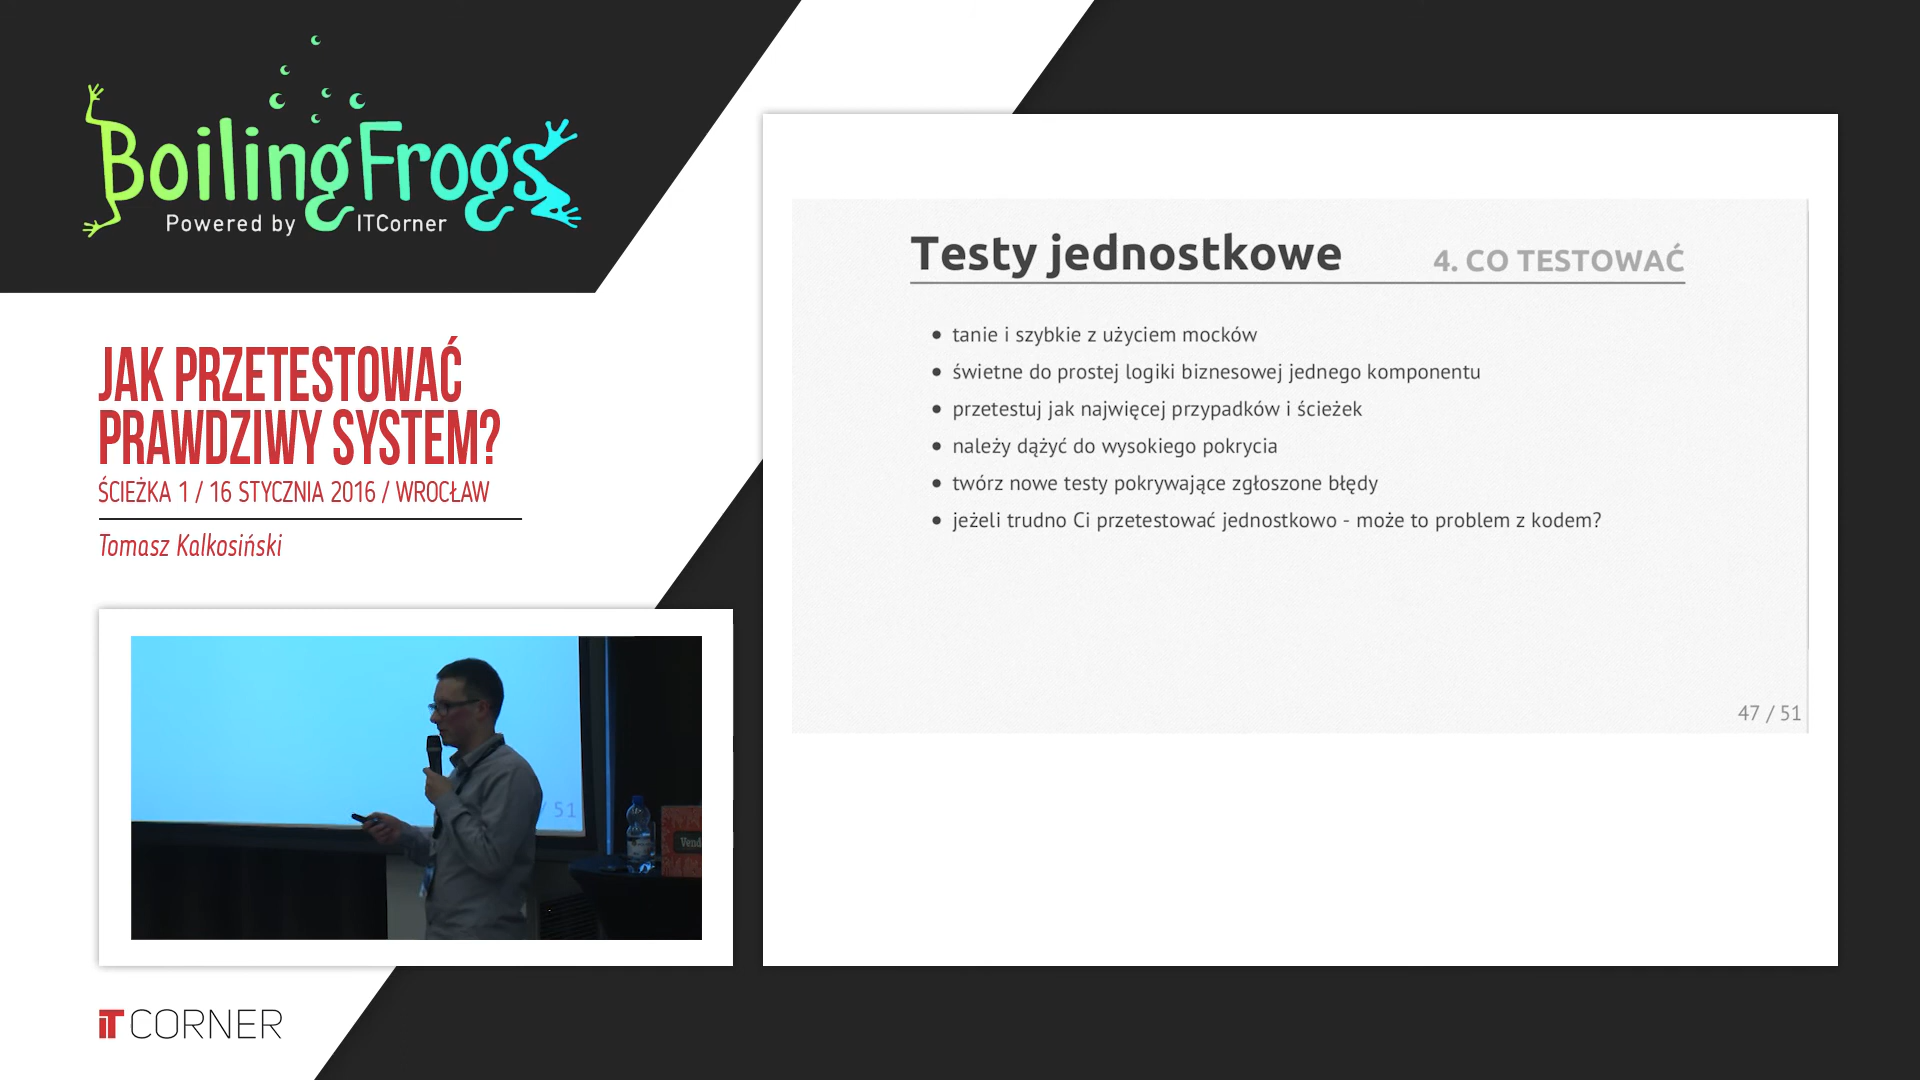 BoilingFrogs
Powered by ITCorner
JAK PRZETESTOWAĆ
PRAWDZIWY SYSTEM?
ŚCIEŻKA 1 / 16 STYCZNIA 2016 / WROCŁAW
Tomasz Kalkosiński
/ 51
Vend
iT CORNER
Testy jednostkowe
4. CO TESTOWAĆ
• tanie i szybkie z użyciem mocków
• świetne do prostej logiki biznesowej jednego komponentu
• przetestuj jak najwięcej przypadków i ścieżek
• należy dążyć do wysokiego pokrycia
• twórz nowe testy pokrywające zgłoszone błędy
• jeżeli trudno Ci przetestować jednostkowo - może to problem z kodem?
47 / 51